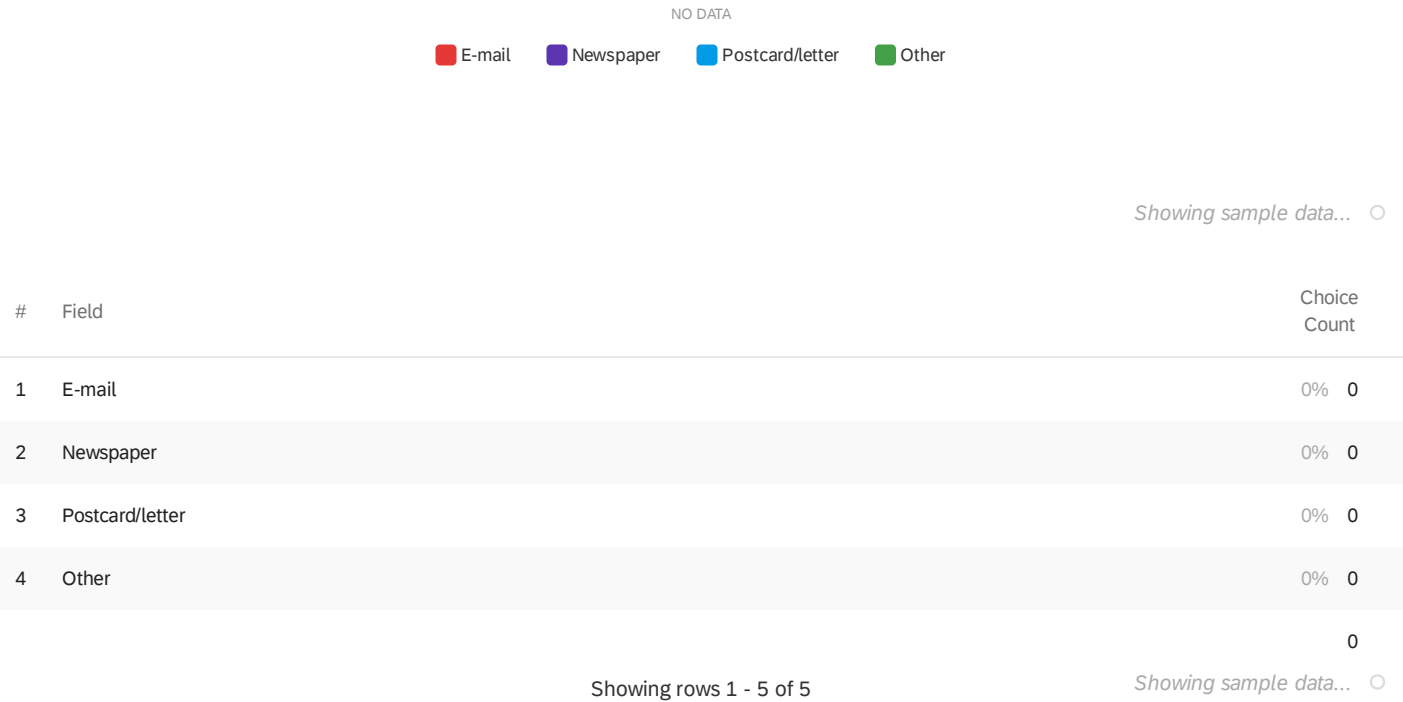 NO DATA
E-mail Newspaper Postcard/letter Other
Showing sample data...
# Field Choice Count
1 E-mail 0% 0
2 Newspaper 0% 0
3 Postcard/letter 0% 0
4 Other 0% 0
0
Showing rows 1 - 5 of 5
Showing sample data...